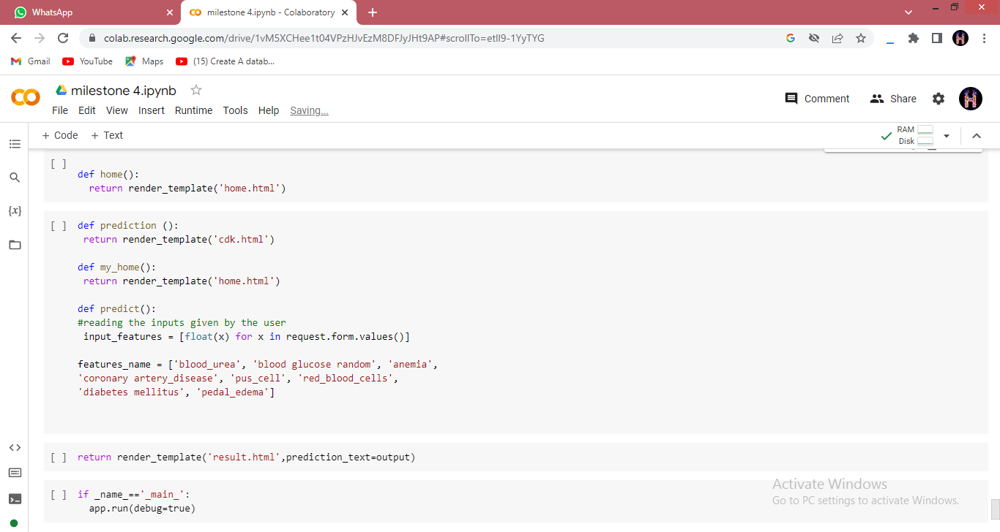 WhatsApp
milestone 4.ipynb - Colaboratory
colab.research.google.com/drive/1vM5XCHee1t04VPzHJvEzM8DFJyJHt9AP#scrollTo=etlI9-1YyTYG
Gmail YouTube Maps (15) Create A datab...
milestone 4.ipynb
File Edit View Insert Runtime Tools Help Saving...
Comment Share
+ Code + Text
RAM
Disk
{x}
[ ]
def home():
return render_template('home.html')
[ ] def prediction ():
return render_template('cdk.html')
def my_home():
return render_template('home.html')
def predict():
#reading the inputs given by the user
input_features = [float(x) for x in request.form.values()]
features_name = ['blood_urea', 'blood glucose random', 'anemia',
'coronary artery_disease', 'pus_cell', 'red_blood_cells',
'diabetes mellitus', 'pedal_edema']
[ ] return render_template('result.html',prediction_text=output)
[ ] if _name_=='_main_':
app.run(debug=true)
Activate Windows
Go to PC settings to activate Windows.